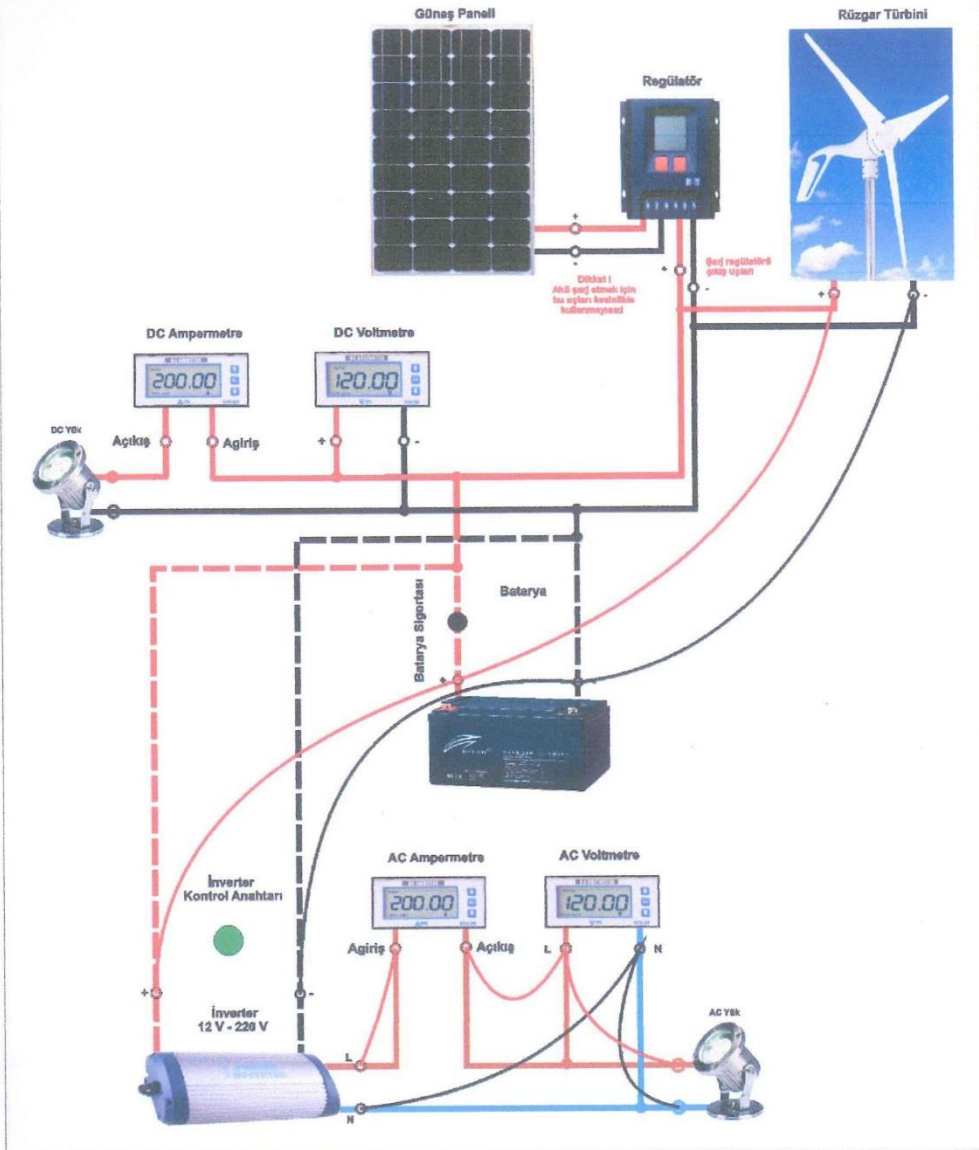 Güneş Paneli
Rüzgar Türbini
Regülatör
+
-
Dikkat !
Akü şarj etmek için
bu uçları kesinlikle
kullanmayınız!
+
-
Şarj regülatörü
çıkış uçları
+
-
DC Ampermetre
DC Voltmetre
200.00
120.00
Açıkış
Agiriş
+
-
DC Yük
Batarya Sigortası
Batarya
+
AC Ampermetre
AC Voltmetre
200.00
120.00
İnverter
Kontrol Anahtarı
Agiriş
Açıkış
L
N
+
-
İnverter
12 V - 220 V
AC Yük
L
N